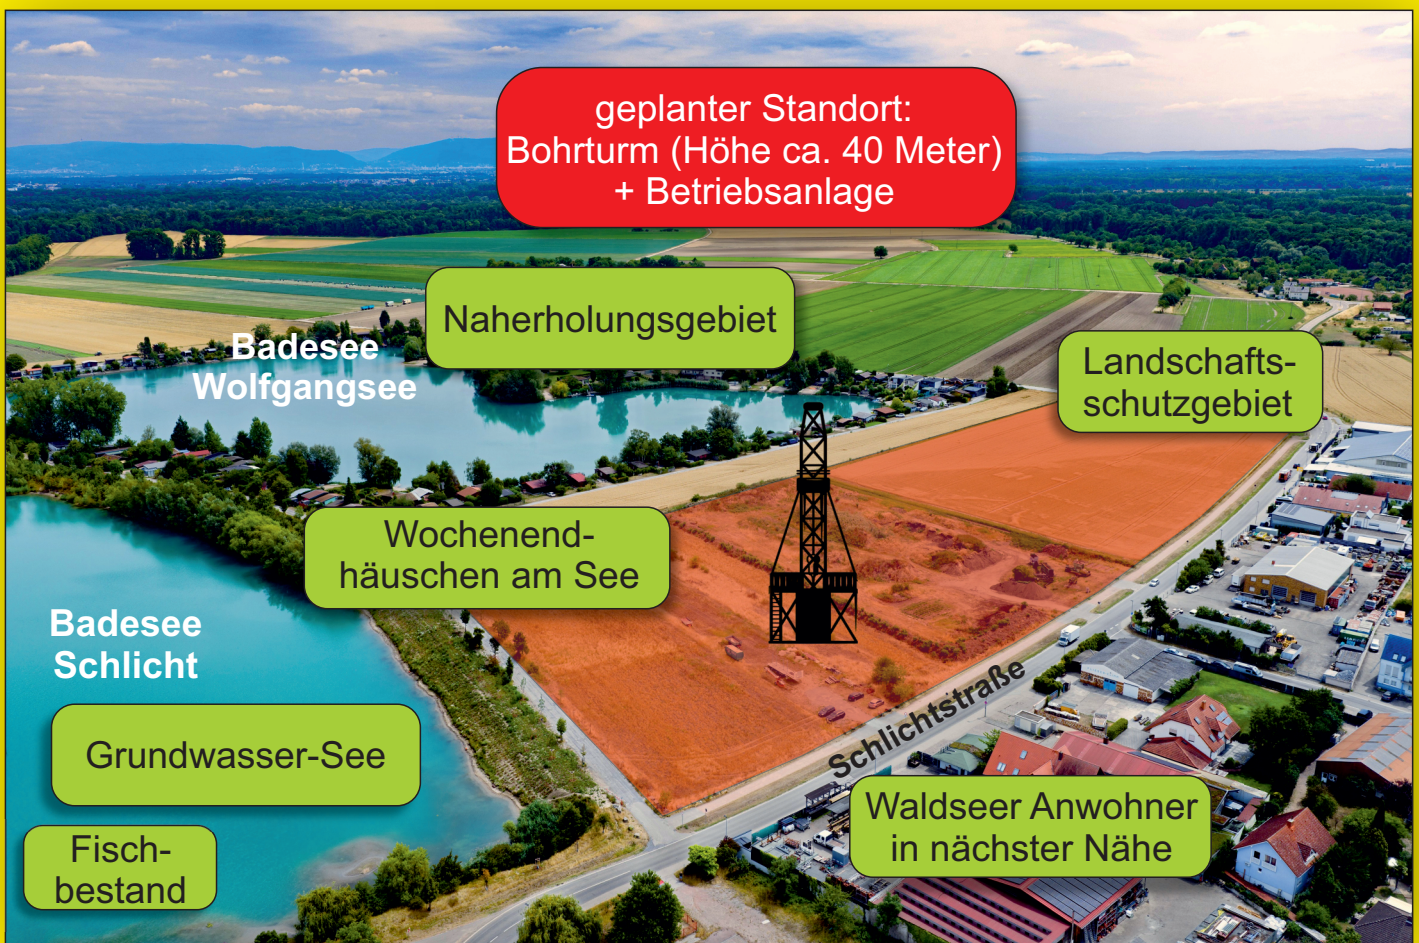 geplanter Standort:
Bohrturm (Höhe ca. 40 Meter)
+ Betriebsanlage
Naherholungsgebiet
Badesee
Wolfgangsee
Landschafts-
schutzgebiet
Wochenend-
häuschen am See
Badesee
Schlicht
Schlichtstraße
Grundwasser-See
Waldseer Anwohner
in nächster Nähe
Fisch-
bestand